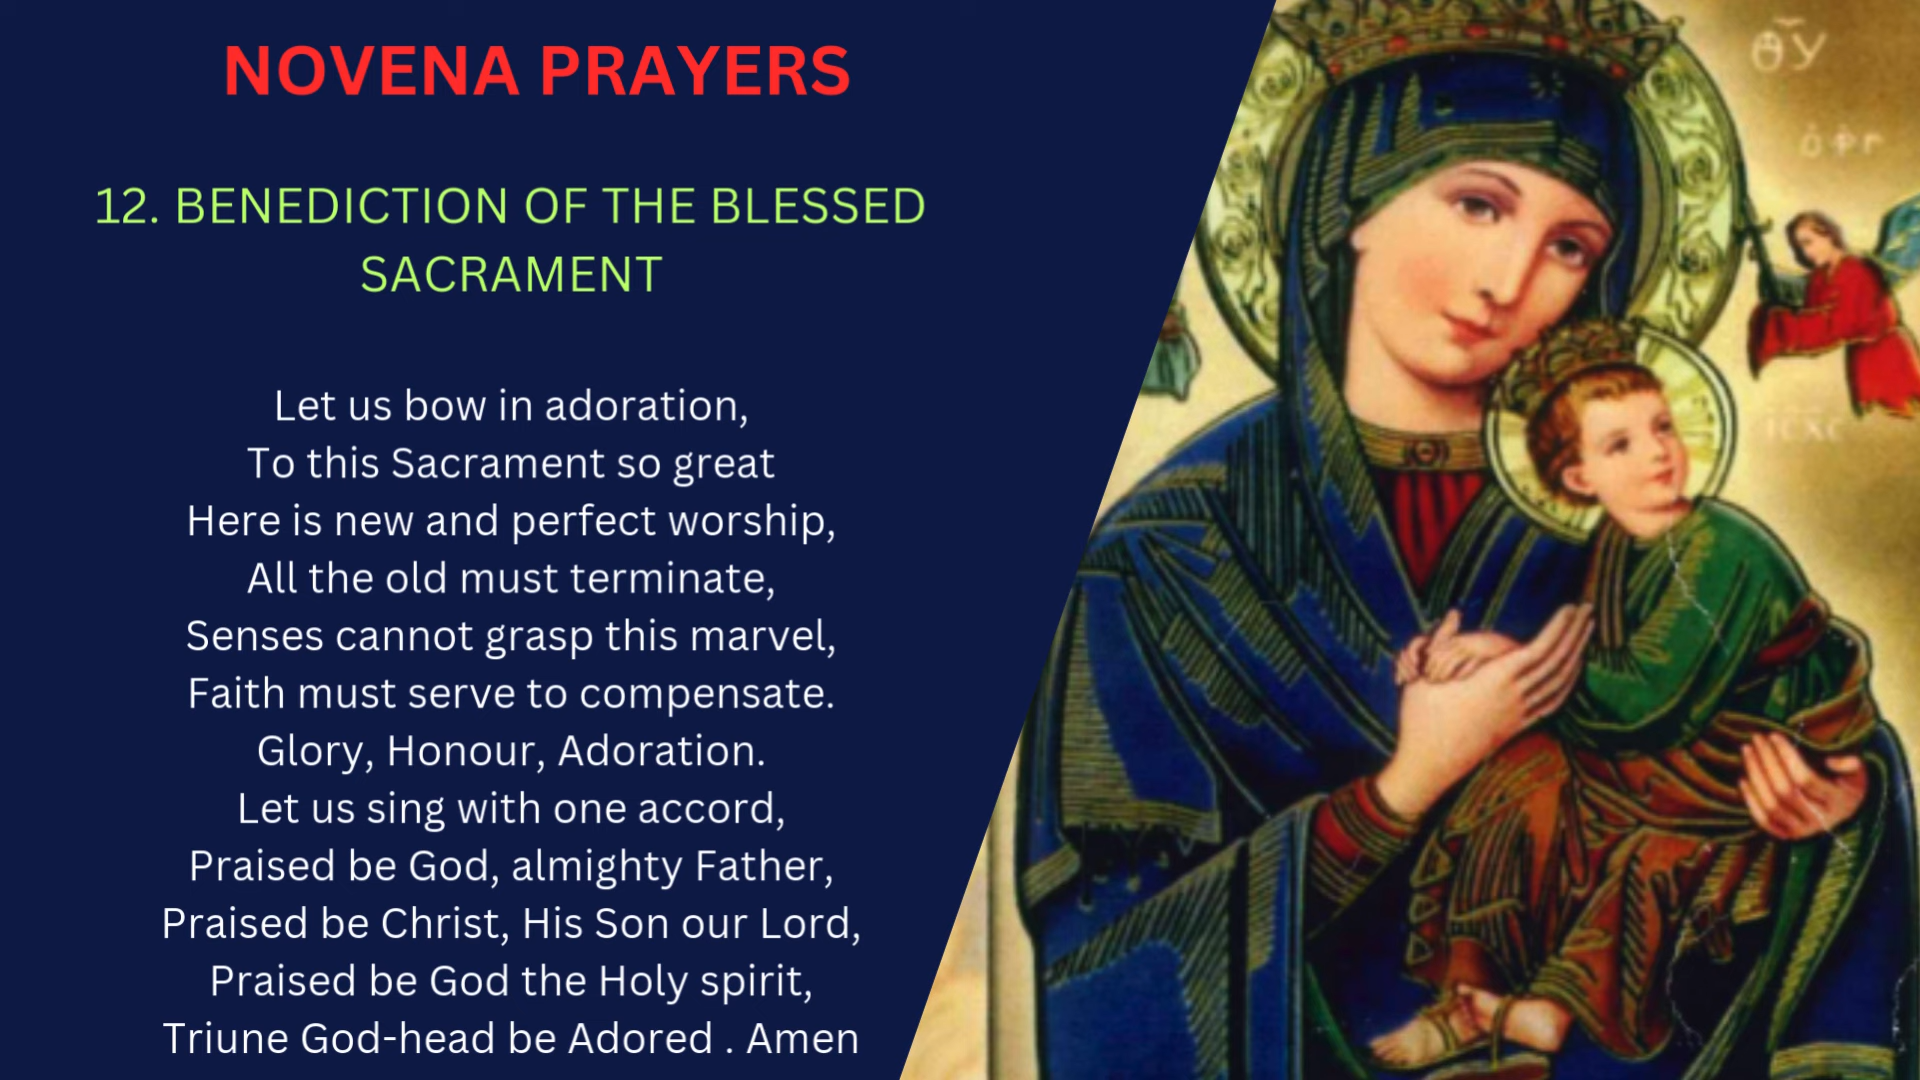 NOVENA PRAYERS
12. BENEDICTION OF THE BLESSED
SACRAMENT
Let us bow in adoration,
To this Sacrament so great
Here is new and perfect worship,
All the old must terminate,
Senses cannot grasp this marvel,
Faith must serve to compensate.
Glory, Honour, Adoration.
Let us sing with one accord,
Praised be God, almighty Father,
Praised be Christ, His Son our Lord,
Praised be God the Holy spirit,
Triune God-head be Adored . Amen
ΘΥ
IC XC